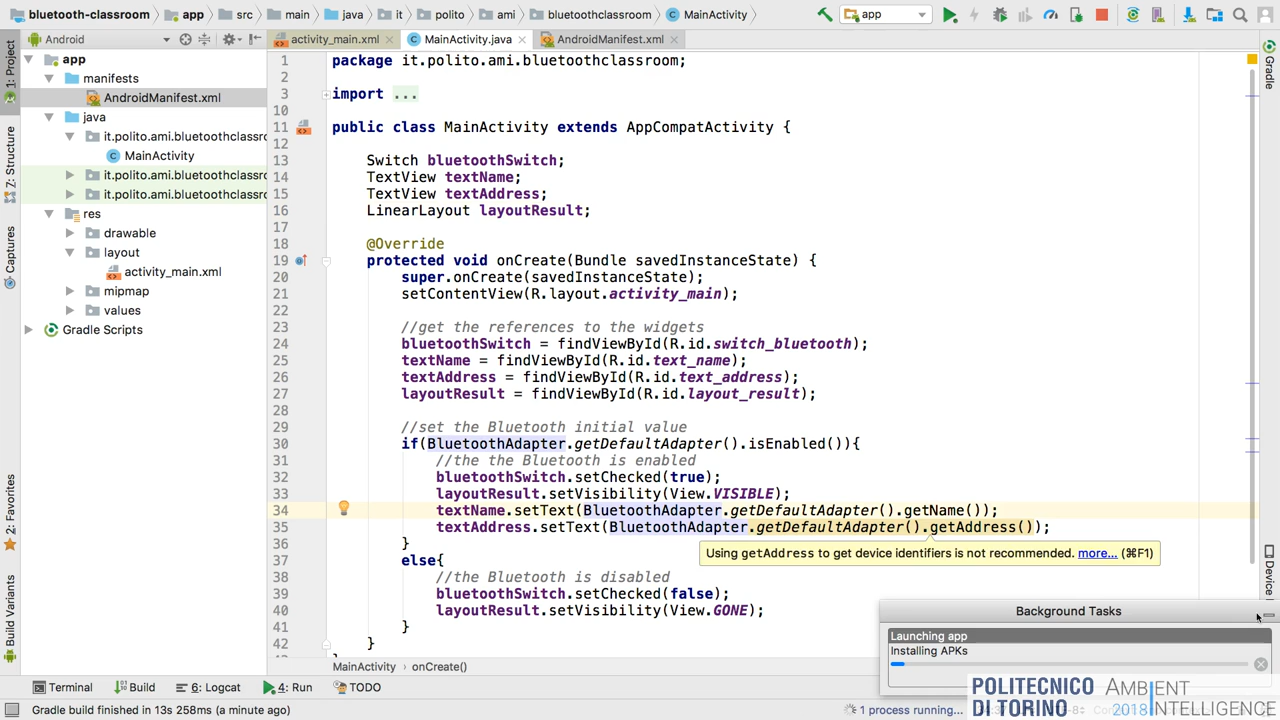 bluetooth-classroom app src main java it polito ami bluetoothclassroom MainActivity app
1: Project
Z: Structure
Captures
2: Favorites
Build Variants
Android
app
manifests
AndroidManifest.xml
java
it.polito.ami.bluetoothclassro
MainActivity
it.polito.ami.bluetoothclassro
it.polito.ami.bluetoothclassro
res
drawable
layout
activity_main.xml
mipmap
values
Gradle Scripts
activity_main.xml MainActivity.java AndroidManifest.xml
1 package it.polito.ami.bluetoothclassroom;
2
3 import ...
10
11 public class MainActivity extends AppCompatActivity {
12
13 Switch bluetoothSwitch;
14 TextView textName;
15 TextView textAddress;
16 LinearLayout layoutResult;
17
18 @Override
19 protected void onCreate(Bundle savedInstanceState) {
20 super.onCreate(savedInstanceState);
21 setContentView(R.layout.activity_main);
22
23 //get the references to the widgets
24 bluetoothSwitch = findViewById(R.id.switch_bluetooth);
25 textName = findViewById(R.id.text_name);
26 textAddress = findViewById(R.id.text_address);
27 layoutResult = findViewById(R.id.layout_result);
28
29 //set the Bluetooth initial value
30 if(BluetoothAdapter.getDefaultAdapter().isEnabled()){
31 //the the Bluetooth is enabled
32 bluetoothSwitch.setChecked(true);
33 layoutResult.setVisibility(View.VISIBLE);
34 textName.setText(BluetoothAdapter.getDefaultAdapter().getName());
35 textAddress.setText(BluetoothAdapter.getDefaultAdapter().getAddress());
36 }
Using getAddress to get device identifiers is not recommended. more... (⌘F1)
37 else{
38 //the Bluetooth is disabled
39 bluetoothSwitch.setChecked(false);
40 layoutResult.setVisibility(View.GONE);
41 }
42 }
MainActivity › onCreate()
Gradle
Background Tasks
Launching app
Installing APKs
Terminal Build 6: Logcat 4: Run TODO
Gradle build finished in 13s 258ms (a minute ago)
1 process running...
POLITECNICO
DI TORINO
AMBIENT
2018 INTELLIGENCE